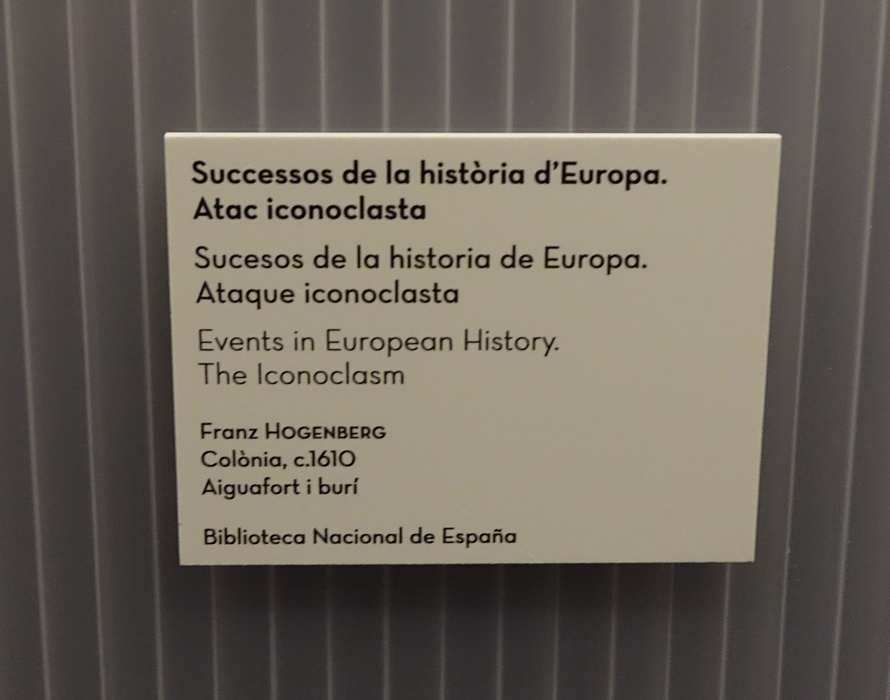 Successos de la història d'Europa.
Atac iconoclasta
Sucesos de la historia de Europa.
Ataque iconoclasta
Events in European History.
The Iconoclasm
Franz HOGENBERG
Colònia, c.1610
Aiguafort i burí
Biblioteca Nacional de España